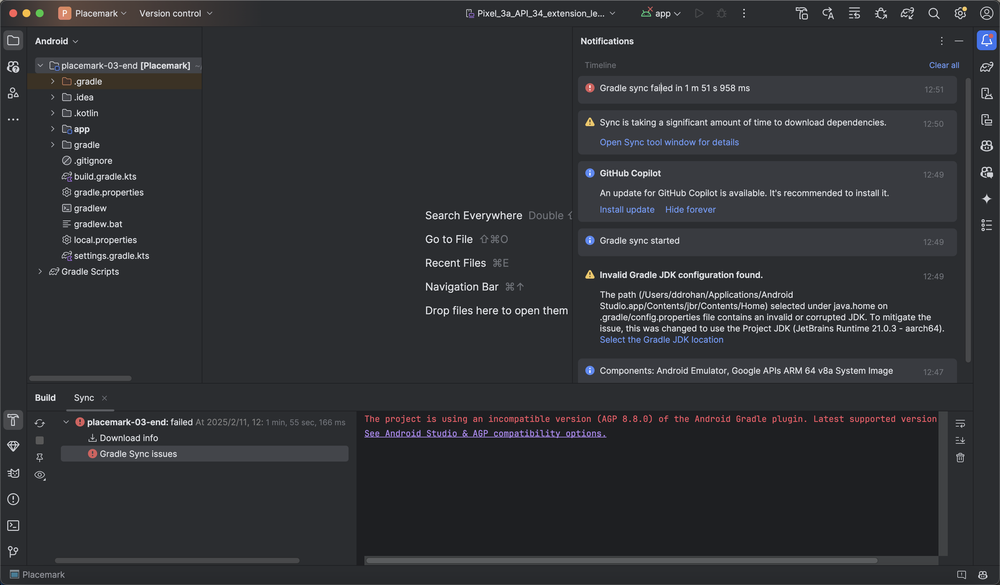 P Placemark Version control Pixel_3a_API_34_extension_le... app
Android
placemark-03-end [Placemark] ~/
.gradle
.idea
.kotlin
app
gradle
.gitignore
build.gradle.kts
gradle.properties
gradlew
gradlew.bat
local.properties
settings.gradle.kts
Gradle Scripts
Search Everywhere Double ⇧
Go to File ⇧⌘O
Recent Files ⌘E
Navigation Bar ⌘↑
Drop files here to open them
Notifications
Timeline Clear all
Gradle sync failed in 1 m 51 s 958 ms 12:51
Sync is taking a significant amount of time to download dependencies. 12:50
Open Sync tool window for details
GitHub Copilot 12:49
An update for GitHub Copilot is available. It's recommended to install it.
Install update Hide forever
Gradle sync started 12:49
Invalid Gradle JDK configuration found. 12:49
The path (/Users/ddrohan/Applications/Android
Studio.app/Contents/jbr/Contents/Home) selected under java.home on
.gradle/config.properties file contains an invalid or corrupted JDK. To mitigate the
issue, this was changed to use the Project JDK (JetBrains Runtime 21.0.3 - aarch64).
Select the Gradle JDK location
Components: Android Emulator, Google APIs ARM 64 v8a System Image 12:47
Build Sync
placemark-03-end: failed At 2025/2/11, 12: 1 min, 55 sec, 166 ms
Download info
Gradle Sync issues
The project is using an incompatible version (AGP 8.8.0) of the Android Gradle plugin. Latest supported version
See Android Studio & AGP compatibility options.
Placemark